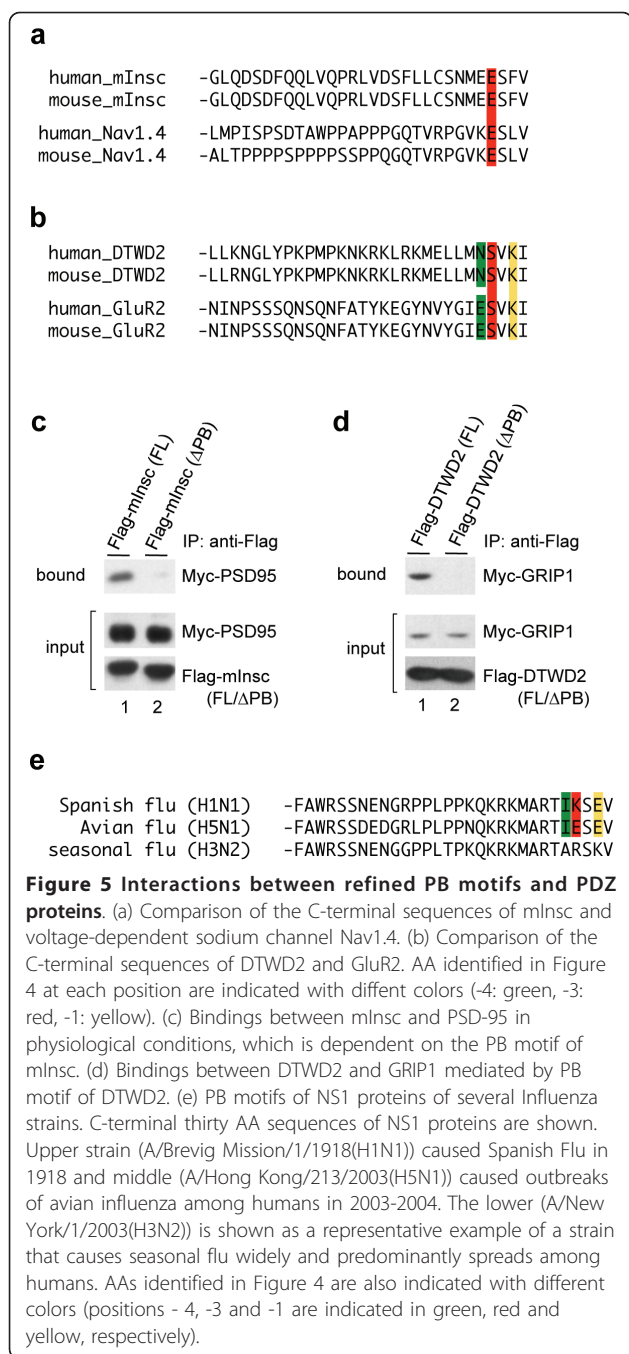 a
human_mInsc -GLQDSDFQQLVQPRLVDSFLLCSNMEESFV
mouse_mInsc -GLQDSDFQQLVQPRLVDSFLLCSNMEESFV
human_Nav1.4 -LMPISPSDTAWPPAPPPGQTVRPGVKESLV
mouse_Nav1.4 -ALTPPPPSPPPPSSPPQGQTVRPGVKESLV
b
human_DTWD2 -LLKNGLYPKPMPKNKRKLRKMELLMNSVKI
mouse_DTWD2 -LLRNGLYPKPMPKNKRKLRKMELLMNSVKI
human_GluR2 -NINPSSSQNSQNFATYKEGYNVYGIESVKI
mouse_GluR2 -NINPSSSQNSQNFATYKEGYNVYGIESVKI
c
Flag-mInsc (FL)
Flag-mInsc (ΔPB)
IP: anti-Flag
bound Myc-PSD95
Myc-PSD95
input
Flag-mInsc
(FL/ΔPB)
1 2
d
Flag-DTWD2 (FL)
Flag-DTWD2 (ΔPB)
IP: anti-Flag
bound Myc-GRIP1
Myc-GRIP1
input
Flag-DTWD2
(FL/ΔPB)
1 2
e
Spanish flu (H1N1) -FAWRSSNENGRPPLPPKQKRKMARTIKSEV
Avian flu (H5N1) -FAWRSSDEDGRLPLPPNQKRKMARTIESEV
seasonal flu (H3N2) -FAWRSSNENGGPPLTPKQKRKMARTARSKV
Figure 5 Interactions between refined PB motifs and PDZ
proteins. (a) Comparison of the C-terminal sequences of mInsc and
voltage-dependent sodium channel Nav1.4. (b) Comparison of the
C-terminal sequences of DTWD2 and GluR2. AA identified in Figure
4 at each position are indicated with diffent colors (-4: green, -3:
red, -1: yellow). (c) Bindings between mInsc and PSD-95 in
physiological conditions, which is dependent on the PB motif of
mInsc. (d) Bindings between DTWD2 and GRIP1 mediated by PB
motif of DTWD2. (e) PB motifs of NS1 proteins of several Influenza
strains. C-terminal thirty AA sequences of NS1 proteins are shown.
Upper strain (A/Brevig Mission/1/1918(H1N1)) caused Spanish Flu in
1918 and middle (A/Hong Kong/213/2003(H5N1)) caused outbreaks
of avian influenza among humans in 2003-2004. The lower (A/New
York/1/2003(H3N2)) is shown as a representative example of a strain
that causes seasonal flu widely and predominantly spreads among
humans. AAs identified in Figure 4 are also indicated with different
colors (positions - 4, -3 and -1 are indicated in green, red and
yellow, respectively).